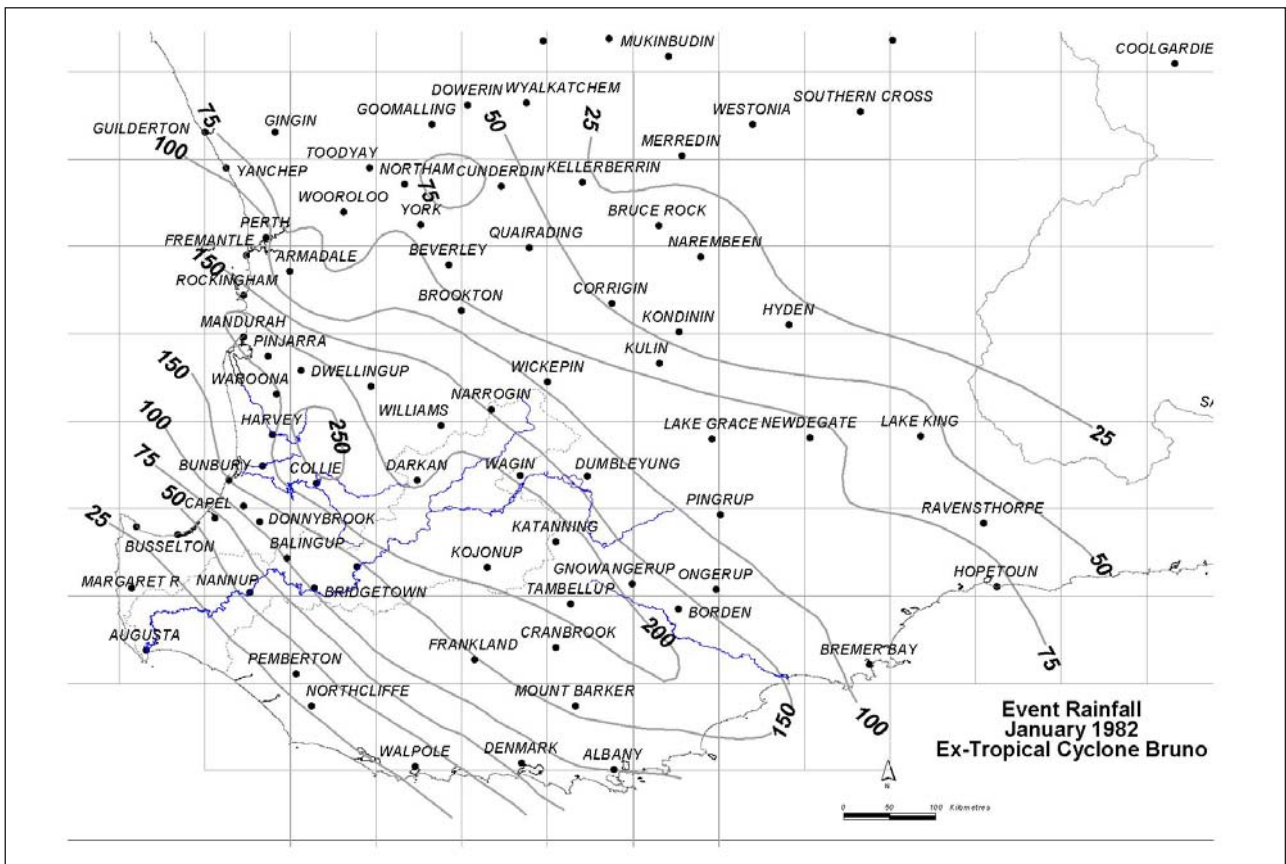 MUKINBUDIN
COOLGARDIE
DOWERIN
WYALKATCHEM
SOUTHERN CROSS
75
GOOMALLING
50
25
WESTONIA
GUILDERTON
GINGIN
100
MERREDIN
TOODYAY
YANCHEP
NORTHAM
75
CUNDERDIN
KELLERBERRIN
WOOROLOO
YORK
BRUCE ROCK
PERTH
QUAIRADING
FREMANTLE
ARMADALE
BEVERLEY
NAREMBEEN
150
ROCKINGHAM
BROOKTON
CORRIGIN
HYDEN
KONDININ
MANDURAH
PINJARRA
KULIN
150
WAROONA
DWELLINGUP
WICKEPIN
NARROGIN
100
HARVEY
250
WILLIAMS
LAKE GRACE
NEWDEGATE
LAKE KING
25
75
BUNBURY
COLLIE
DARKAN
WAGIN
DUMBLEYUNG
50
CAPEL
PINGRUP
RAVENSTHORPE
25
DONNYBROOK
KATANNING
BUSSELTON
BALINGUP
KOJONUP
GNOWANGERUP
ONGERUP
HOPETOUN
50
MARGARET R
NANNUP
BRIDGETOWN
TAMBELLUP
BORDEN
AUGUSTA
FRANKLAND
CRANBROOK
200
BREMER BAY
75
PEMBERTON
NORTHCLIFFE
MOUNT BARKER
150
100
WALPOLE
DENMARK
ALBANY
Event Rainfall
January 1982
Ex-Tropical Cyclone Bruno
N
0 50 100 Kilometres